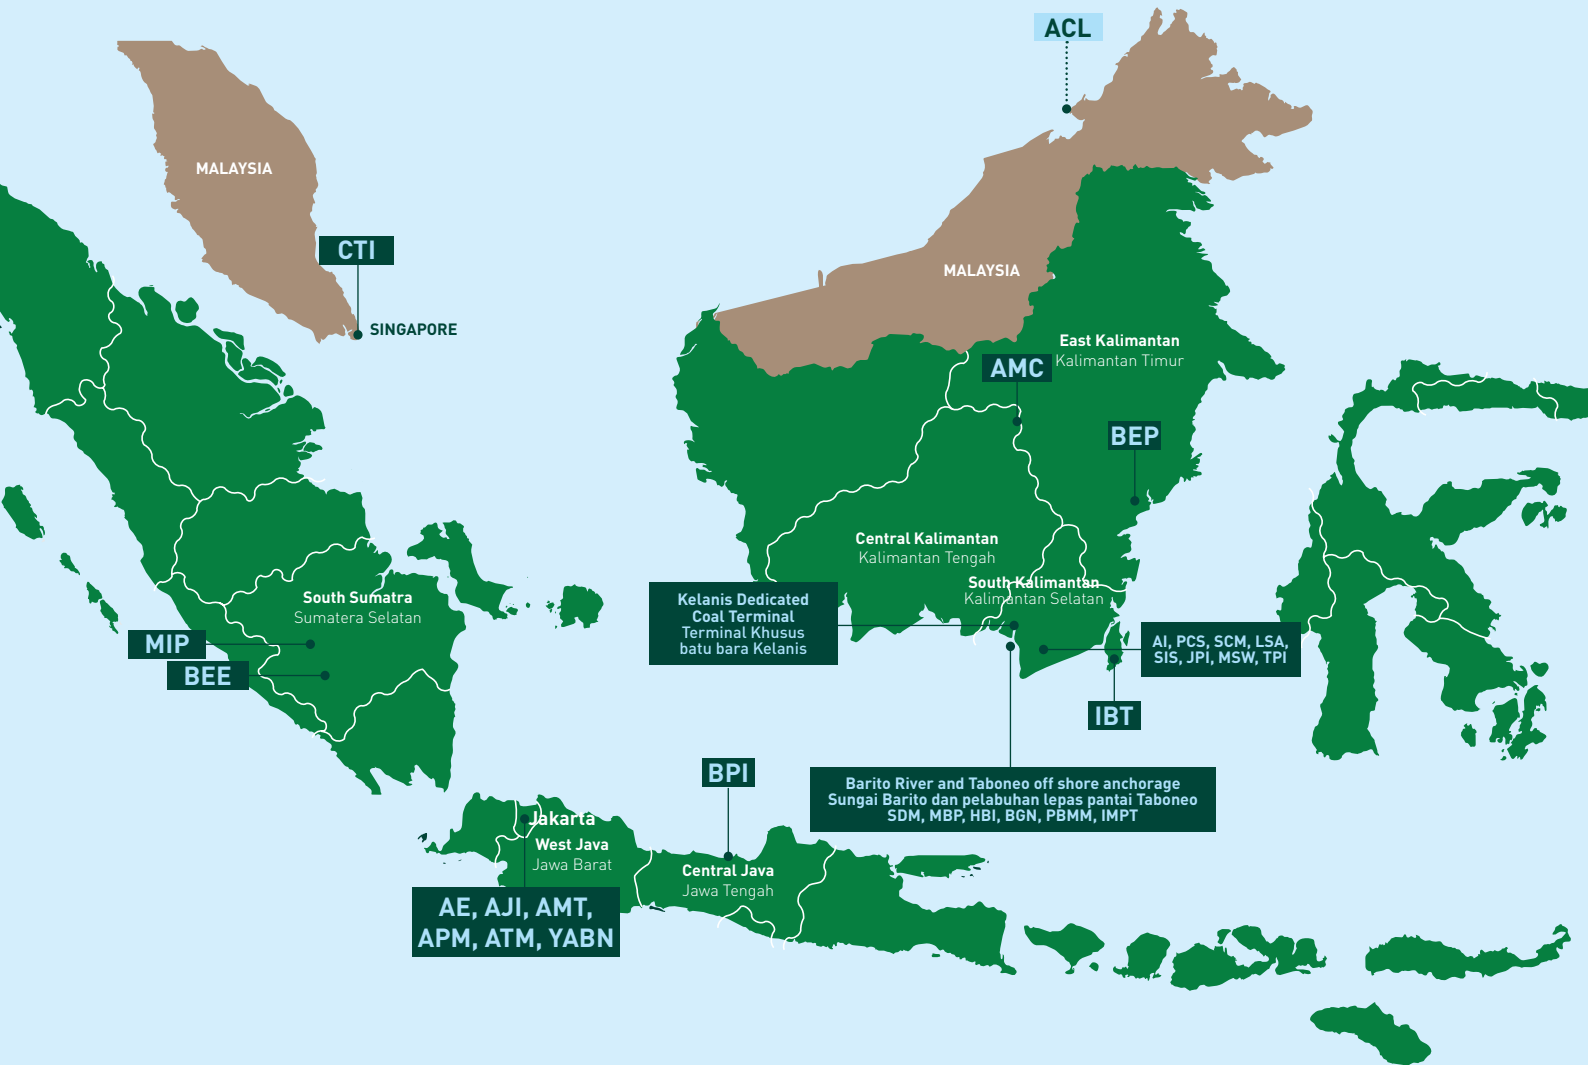 ACL
MALAYSIA
CTI
SINGAPORE
MALAYSIA
East Kalimantan
Kalimantan Timur
AMC
BEP
Central Kalimantan
Kalimantan Tengah
South Kalimantan
Kalimantan Selatan
South Sumatra
Sumatera Selatan
MIP
BEE
Kelanis Dedicated
Coal Terminal
Terminal Khusus
batu bara Kelanis
AI, PCS, SCM, LSA,
SIS, JPI, MSW, TPI
IBT
BPI
Barito River and Taboneo off shore anchorage
Sungai Barito dan pelabuhan lepas pantai Taboneo
SDM, MBP, HBI, BGN, PBMM, IMPT
Jakarta
West Java
Jawa Barat
Central Java
Jawa Tengah
AE, AJI, AMT,
APM, ATM, YABN